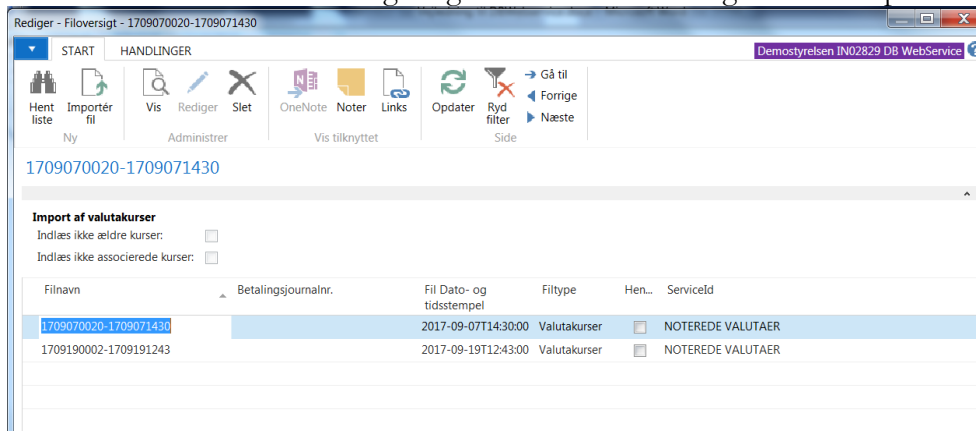 Rediger - Filoversigt - 1709070020-1709071430
START HANDLINGER
Demostyrelsen IN02829 DB WebService
Hent liste
Importér fil
Vis
Rediger
Slet
OneNote
Noter
Links
Opdater
Ryd filter
Gå til
Forrige
Næste
Ny
Administrer
Vis tilknyttet
Side
1709070020-1709071430
Import af valutakurser
Indlæs ikke ældre kurser:
Indlæs ikke associerede kurser:
Filnavn Betalingsjournalnr. Fil Dato- og tidsstempel Filtype Hen... ServiceId
1709070020-1709071430 2017-09-07T14:30:00 Valutakurser NOTEREDE VALUTAER
1709190002-1709191243 2017-09-19T12:43:00 Valutakurser NOTEREDE VALUTAER